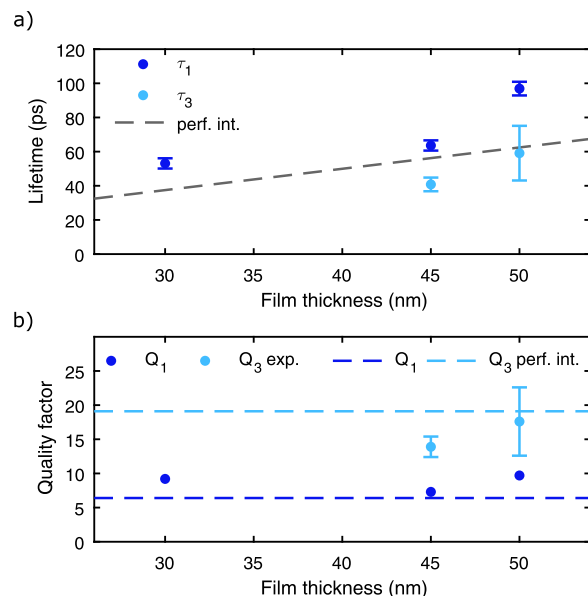 a)
120
100
80
60
40
20
0
Lifetime (ps)
τ1
τ3
perf. int.
30
35
40
45
50
Film thickness (nm)
b)
Q1 Q3 exp. Q1 Q3 perf. int.
25
20
15
10
5
0
Quality factor
30
35
40
45
50
Film thickness (nm)